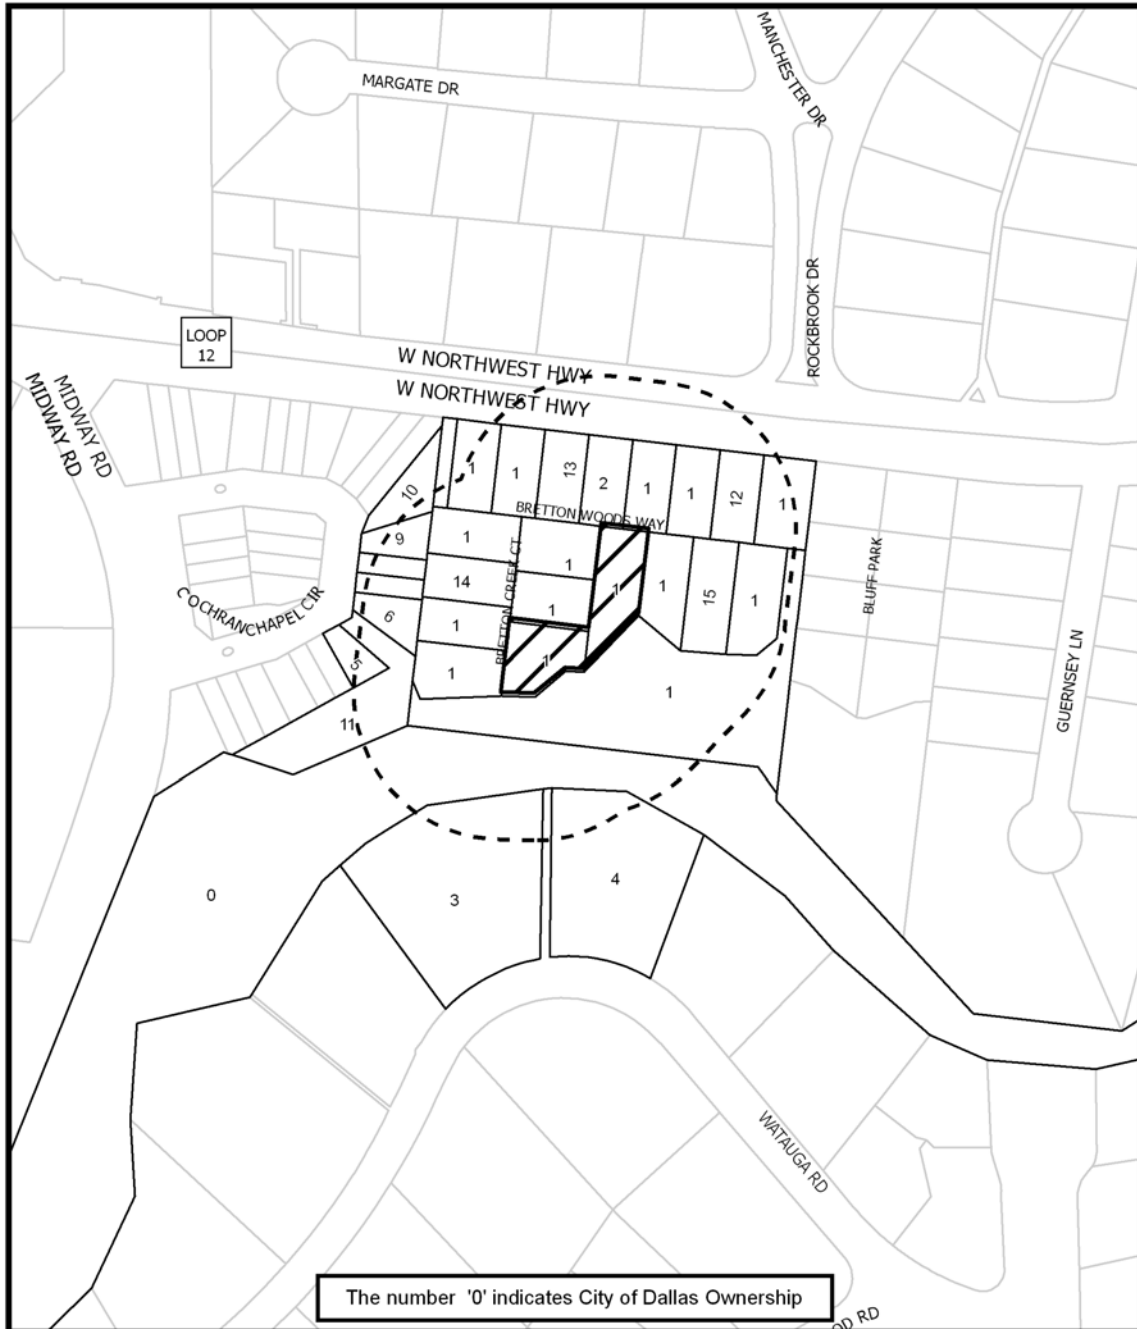 MARGATE DR
MANCHESTER DR
ROCKBROOK DR
LOOP
12
W NORTHWEST HWY
W NORTHWEST HWY
MIDWAY RD
MIDWAY RD
10
1
1
13
2
1
1
12
1
BRETTON WOODS WAY
9
1
1
14
1
1
1
15
1
BRETTON CREEK CT
BLUFF PARK
COCHRANCHAPEL CIR
6
1
5
1
1
1
11
GUERNSEY LN
0
3
4
WATAUGA RD
The number '0' indicates City of Dallas Ownership
OD RD